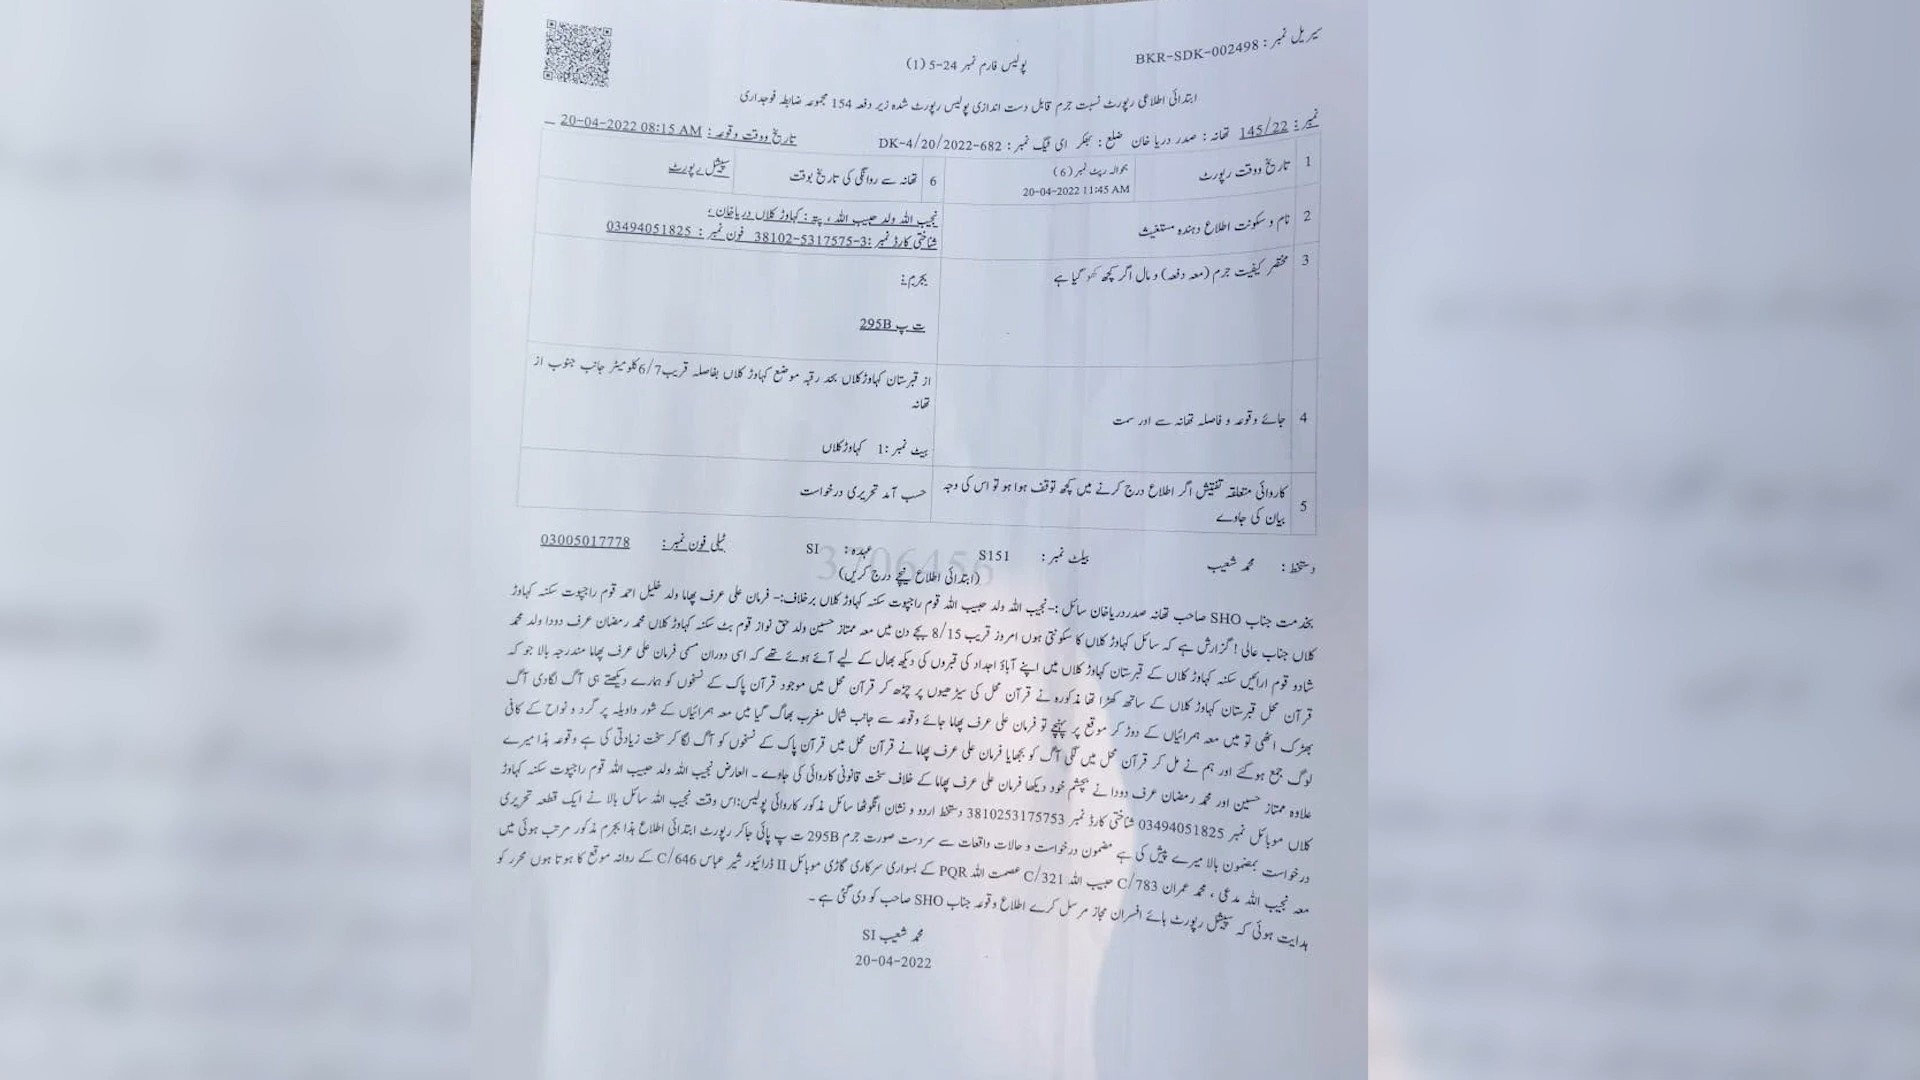 سیریل نمبر : BKR-SDK-002498
پولیس فارم نمبر 24-5 (1)
ابتدائی اطلاعی رپورٹ نسبت جرم قابل دست اندازی پولیس رپورٹ شدہ زیر دفعہ 154 مجموعہ ضابطہ فوجداری
نمبر : 145/22 تھانہ : صدر دریا خان ضلع : بھکر ای ٹیگ نمبر : DK-4/20/2022-682 تاریخ ووقت وقوعہ : 20-04-2022 08:15 AM
1 تاریخ ووقت رپورٹ بحوالہ رپٹ نمبر (6) 20-04-2022 11:45 AM 6 تھانہ سے روانگی کی تاریخ بوقت سپیشل رپورٹ
2 نام و سکونت اطلاع دہندہ مستغیث نجیب اللہ ولد حبیب اللہ ، پتہ : کہاوڑ کلاں دریاخان ،
شناختی کارڈ نمبر :3-5317575-38102 فون نمبر : 03494051825
3 مختصر کیفیت جرم (معہ دفعہ) و مال اگر کچھ کھو گیا ہے بجرم :
ت پ 295B
4 جائے وقوعہ و فاصلہ تھانہ سے اور سمت از قبرستان کہاوڑکلاں بحد رقبہ موضع کہاوڑ کلاں بفاصلہ قریب6/7کلومیٹر جانب جنوب از
تھانہ
بیٹ نمبر :1 کہاوڑکلاں
5 کاروائی متعلقہ تفتیش اگر اطلاع درج کرنے میں کچھ توقف ہوا ہو تو اس کی وجہ
بیان کی جاوے حسب آمد تحریری درخواست
دستخط : محمد شعیب بیلٹ نمبر : S151 عہدہ : SI ٹیلی فون نمبر : 03005017778
3706456
(ابتدائی اطلاع نیچے درج کریں)
بخدمت جناب SHO صاحب تھانہ صدردریاخان سائل :-نجیب اللہ ولد حبیب اللہ قوم راجپوت سکنہ کہاوڑ کلاں برخلاف:- فرمان علی عرف پھاما ولد خلیل احمد قوم راجپوت سکنہ کہاوڑ
کلاں جناب عالی ! گزارش ہے کہ سائل کہاوڑ کلاں کا سکونتی ہوں امروز قریب 8/15 بجے دن میں معہ ممتاز حسین ولد حق نواز قوم بٹ سکنہ کہاوڑ کلاں محمد رمضان عرف دودا ولد محمد
شادو قوم ارائیں سکنہ کہاوڑ کلاں کے قبرستان کہاوڑ کلاں میں اپنے آباؤ اجداد کی قبروں کی دیکھ بھال کے لیے آئے ہوئے تھے کہ اسی دوران مسمی فرمان علی عرف پھاما مندرجہ بالا جو کہ
قرآن محل قبرستان کہاوڑ کلاں کے ساتھ کھڑا تھا مذکورہ نے قرآن محل کی سیڑھیوں پر چڑھ کر قرآن محل میں موجود قرآن پاک کے نسخوں کو ہمارے دیکھتے ہی آگ لگادی آگ
بھڑک اٹھی تو میں معہ ہمرائیاں کے دوڑ کر موقع پر پہنچے تو فرمان علی عرف پھاما جائے وقوعہ سے جانب شمال مغرب بھاگ گیا میں معہ ہمرائیاں کے شور واویلہ پر گرد و نواح کے کافی
لوگ جمع ہوگئے اور ہم نے مل کر قرآن محل میں لگی آگ کو بجھایا فرمان علی عرف پھاما نے قرآن محل میں قرآن پاک کے نسخوں کو آگ لگا کر سخت زیادتی کی ہے وقوعہ ہذا میرے
علاوہ ممتاز حسین اور محمد رمضان عرف دودا نے بچشم خود دیکھا فرمان علی عرف پھاما کے خلاف سخت قانونی کاروائی کی جاوے ۔ العارض نجیب اللہ ولد حبیب اللہ قوم راجپوت سکنہ کہاوڑ
کلاں موبائل نمبر 03494051825 شناختی کارڈ نمبر 3810253175753 دستخط اردو و نشان انگوٹھا سائل مذکور کاروائی پولیس:اس وقت نجیب اللہ سائل بالا نے ایک قطعہ تحریری
درخواست بمضمون بالا میرے پیش کی ہے مضمون درخواست و حالات واقعات سے سردست صورت جرم 295B ت پ پائی جاکر رپورٹ ابتدائی اطلاع ہذا بجرم مذکور مرتب ہوئی میں
معہ نجیب اللہ مدعی ، محمد عمران C/783 حبیب اللہ C/321 عصمت اللہ PQR کے بسواری سرکاری گاڑی موبائل II ڈرائیور شیر عباس C/646 کے روانہ موقع کا ہوتا ہوں محرر کو
ہدایت ہوئی کہ سپیشل رپورٹ ہائے افسران مجاز مرسل کرے اطلاع وقوعہ جناب SHO صاحب کو دی گئی ہے ۔
محمد شعیب SI
20-04-2022